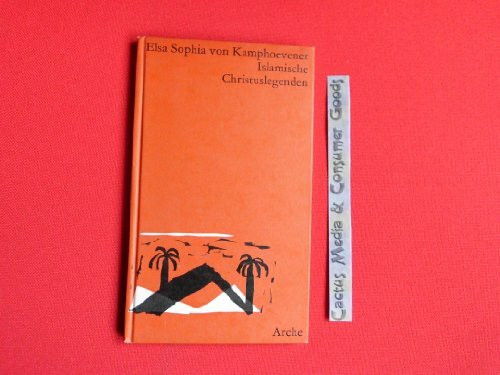 Elsa Sophia von Kamphoevener
Islamische
Christuslegenden
Arche
Cactus Media & Consumer Goods